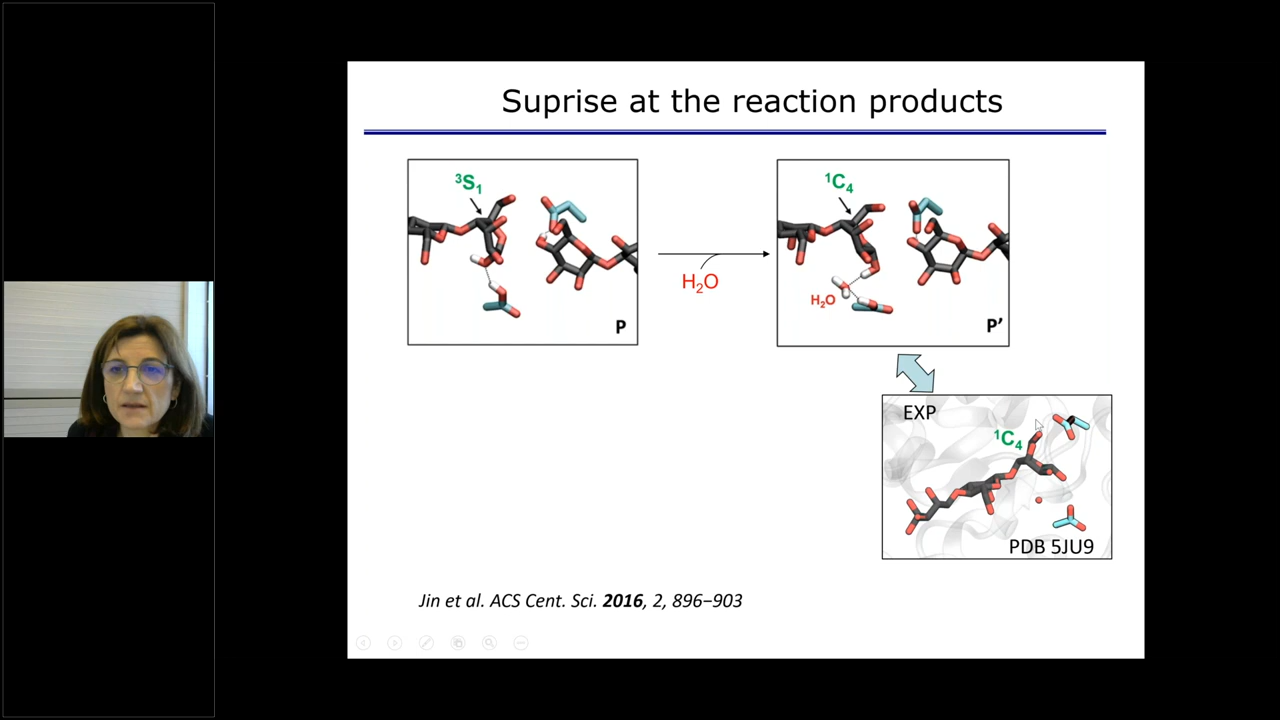 Suprise at the reaction products
³S₁
P
H₂O
¹C₄
H₂O
P’
EXP
¹C₄
PDB 5JU9
Jin et al. ACS Cent. Sci. 2016, 2, 896−903